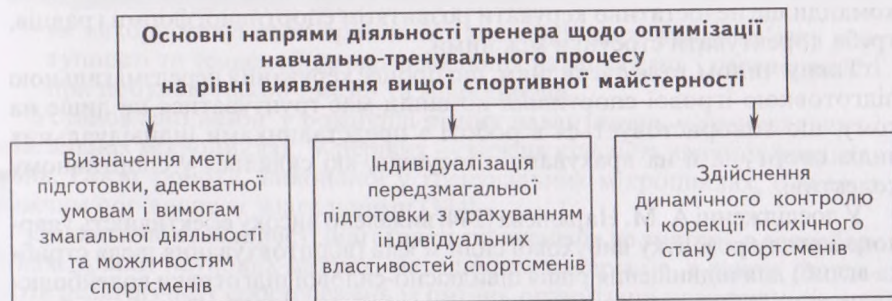 Основні напрями діяльності тренера щодо оптимізації
навчально-тренувального процесу
на рівні виявлення вищої спортивної майстерності
Визначення мети
підготовки, адекватної
умовам і вимогам
змагальної діяльності
та можливостям
спортсменів
Індивідуалізація
передзмагальної
підготовки з урахуванням
індивідуальних
властивостей спортсменів
Здійснення
динамічного контролю
і корекції психічного
стану спортсменів